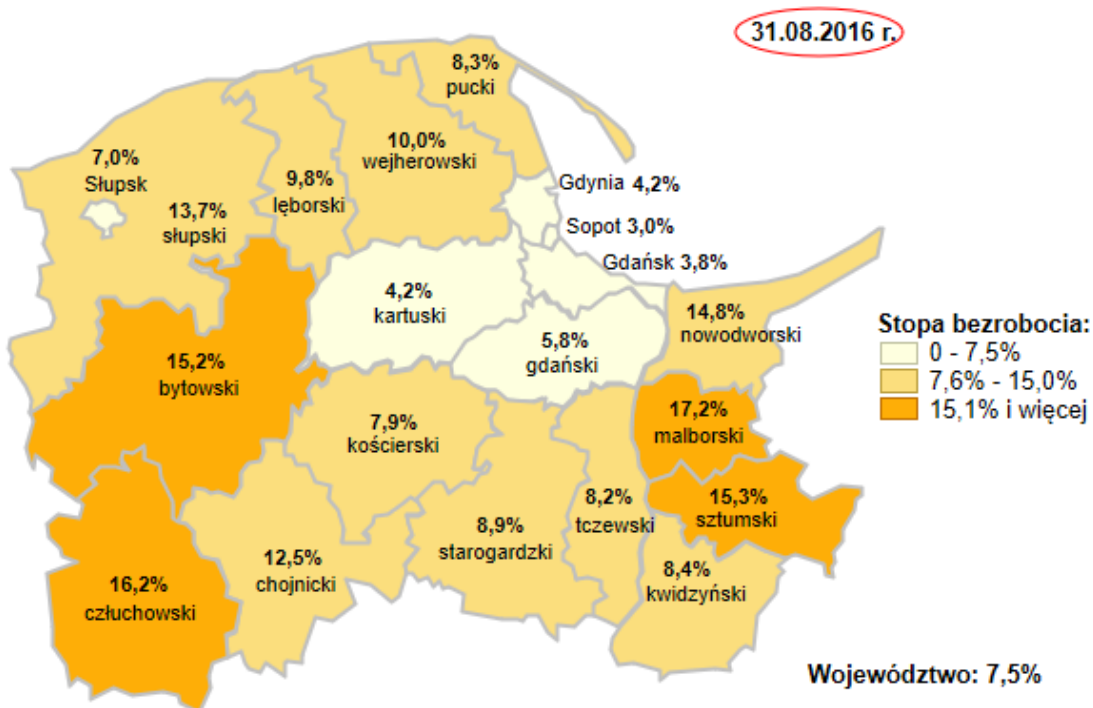 31.08.2016 r.
8,3%
pucki
10,0%
wejherowski
7,0%
Słupsk
9,8%
lęborski
13,7%
słupski
Gdynia 4,2%
Sopot 3,0%
Gdańsk 3,8%
4,2%
kartuski
5,8%
gdański
14,8%
nowodworski
Stopa bezrobocia:
0 - 7,5%
7,6% - 15,0%
15,1% i więcej
15,2%
bytowski
7,9%
kościerski
17,2%
malborski
8,2%
tczewski
15,3%
sztumski
8,9%
starogardzki
12,5%
chojnicki
16,2%
człuchowski
8,4%
kwidzyński
Województwo: 7,5%